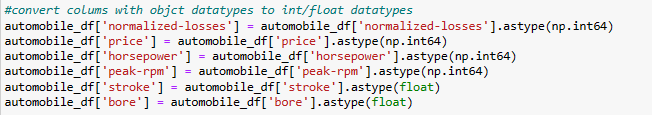 #convert colums with objct datatypes to int/float datatypes
automobile_df['normalized-losses'] = automobile_df['normalized-losses'].astype(np.int64)
automobile_df['price'] = automobile_df['price'].astype(np.int64)
automobile_df['horsepower'] = automobile_df['horsepower'].astype(np.int64)
automobile_df['peak-rpm'] = automobile_df['peak-rpm'].astype(np.int64)
automobile_df['stroke'] = automobile_df['stroke'].astype(float)
automobile_df['bore'] = automobile_df['bore'].astype(float)